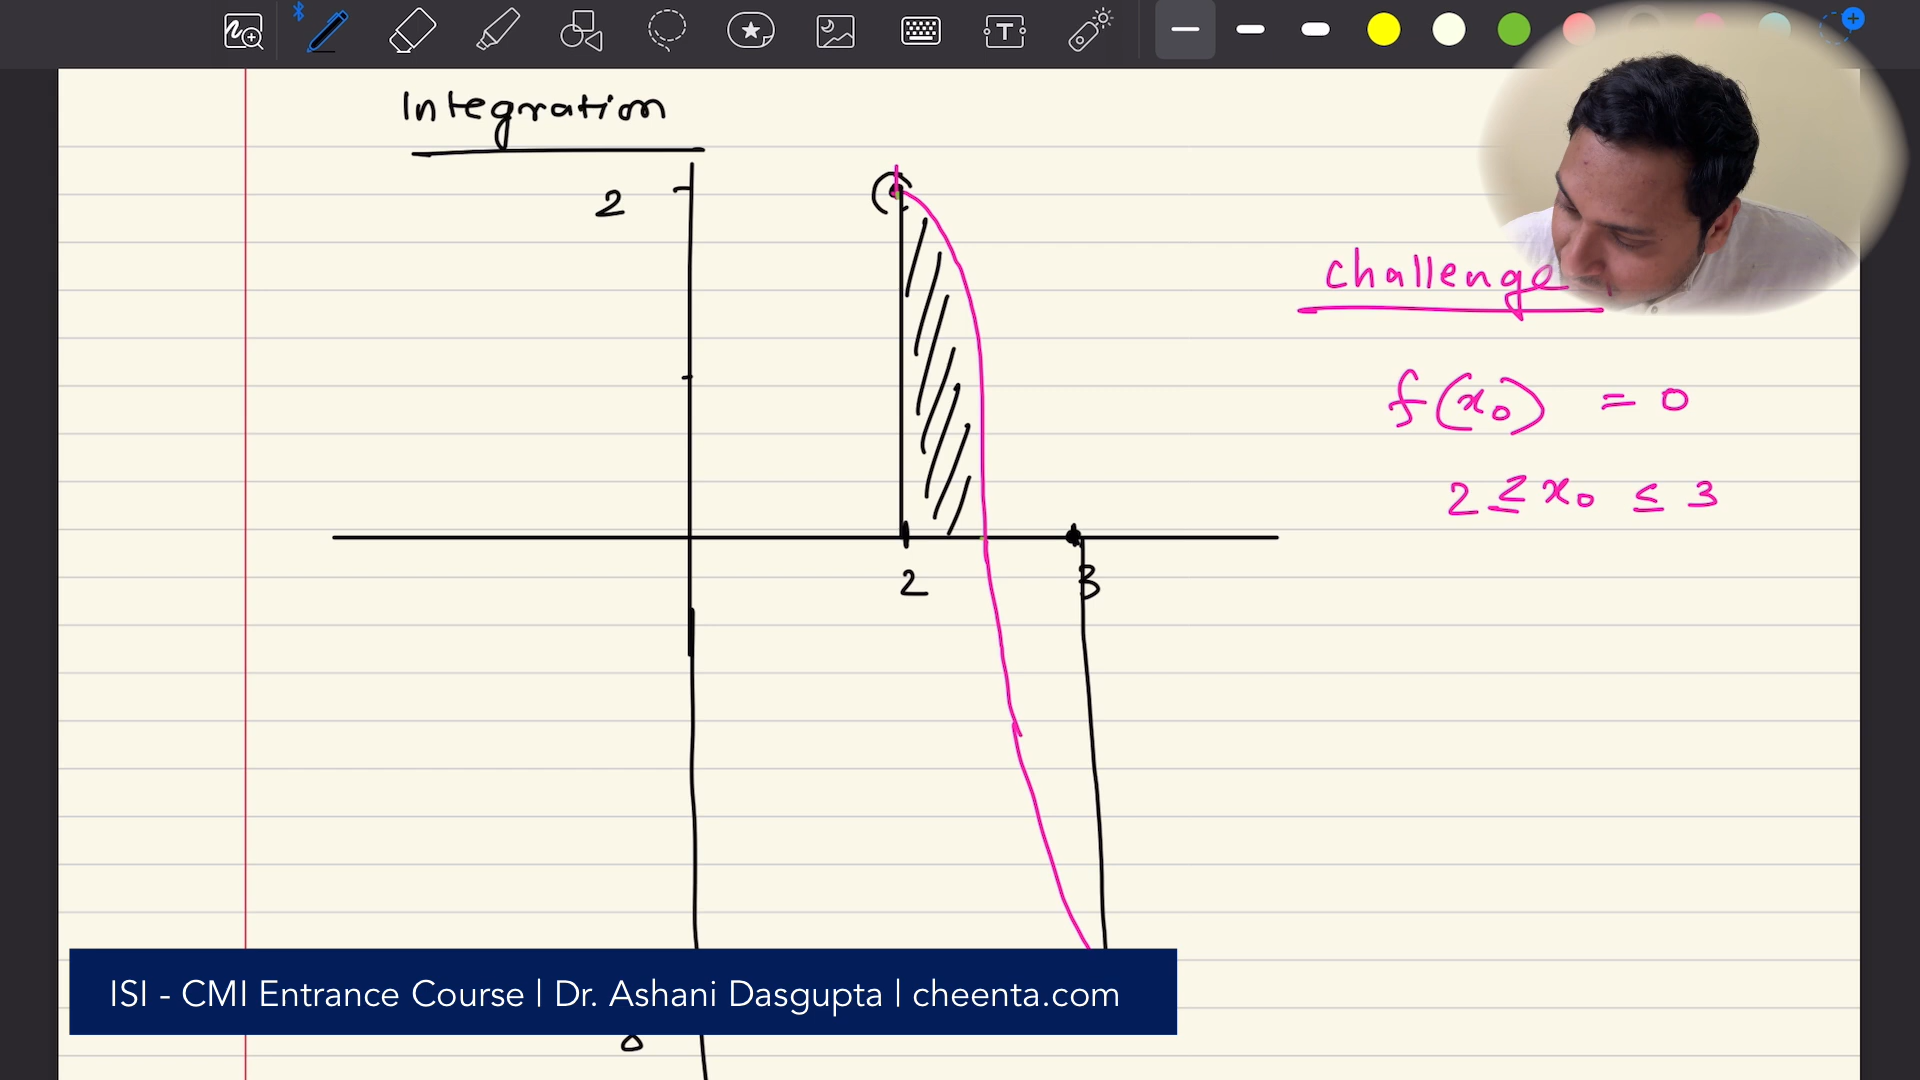 Integration
2
Challenge
f(x₀) = 0
2 ≤ x₀ ≤ 3
2
3
ISI - CMI Entrance Course | Dr. Ashani Dasgupta | cheenta.com